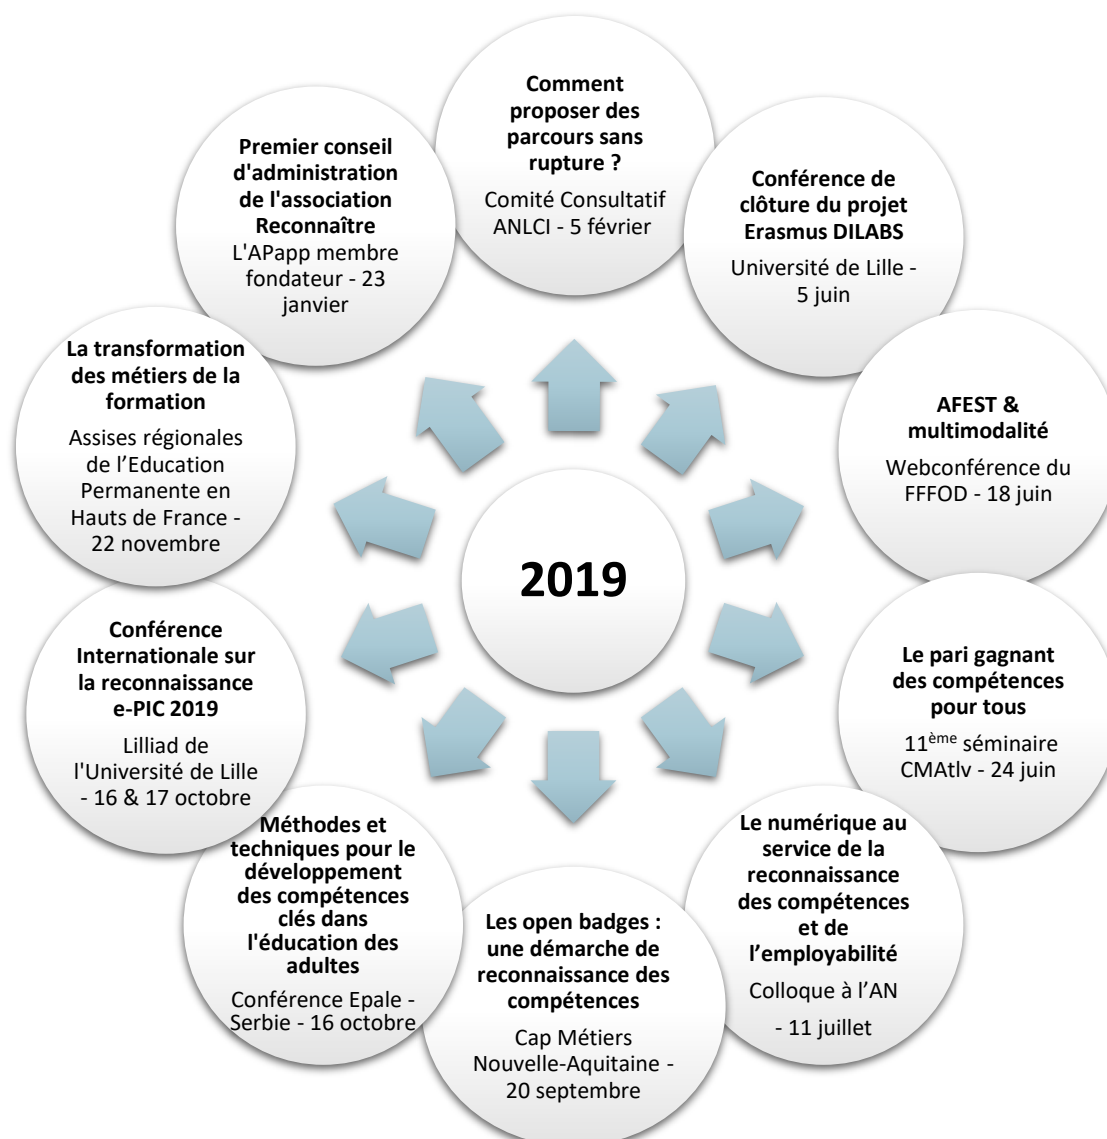 Comment
proposer des
parcours sans
rupture ?
Comité Consultatif
ANLCI - 5 février
Conférence de
clôture du projet
Erasmus DILABS
Université de Lille -
5 juin
AFEST &
multimodalité
Webconférence du
FFFOD - 18 juin
Le pari gagnant
des compétences
pour tous
11ème séminaire
CMAtlv - 24 juin
Le numérique au
service de la
reconnaissance
des compétences
et de
l’employabilité
Colloque à l’AN
- 11 juillet
Les open badges :
une démarche de
reconnaissance des
compétences
Cap Métiers
Nouvelle-Aquitaine -
20 septembre
Méthodes et
techniques pour le
développement
des compétences
clés dans
l'éducation des
adultes
Conférence Epale -
Serbie - 16 octobre
Conférence
Internationale sur
la reconnaissance
e-PIC 2019
Lilliad de
l'Université de Lille
- 16 & 17 octobre
La transformation
des métiers de la
formation
Assises régionales
de l’Education
Permanente en
Hauts de France -
22 novembre
Premier conseil
d'administration
de l'association
Reconnaître
L'APapp membre
fondateur - 23
janvier
2019